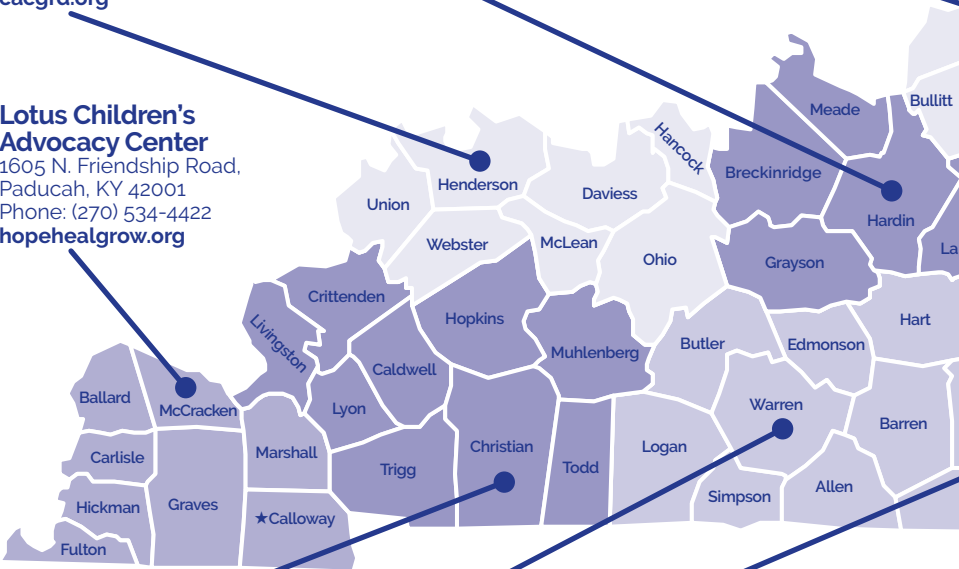 cacgrd.org
Lotus Children's
Advocacy Center
1605 N. Friendship Road,
Paducah, KY 42001
Phone: (270) 534-4422
hopehealgrow.org
Meade
Bullitt
Hancock
Breckinridge
Henderson
Daviess
Union
Hardin
Webster
McLean
La
Ohio
Grayson
Crittenden
Livingston
Hopkins
Hart
Butler
Edmonson
Muhlenberg
Caldwell
Ballard
McCracken
Lyon
Warren
Barren
Marshall
Christian
Logan
Carlisle
Trigg
Todd
Allen
Simpson
Hickman
Graves
★Calloway
Fulton